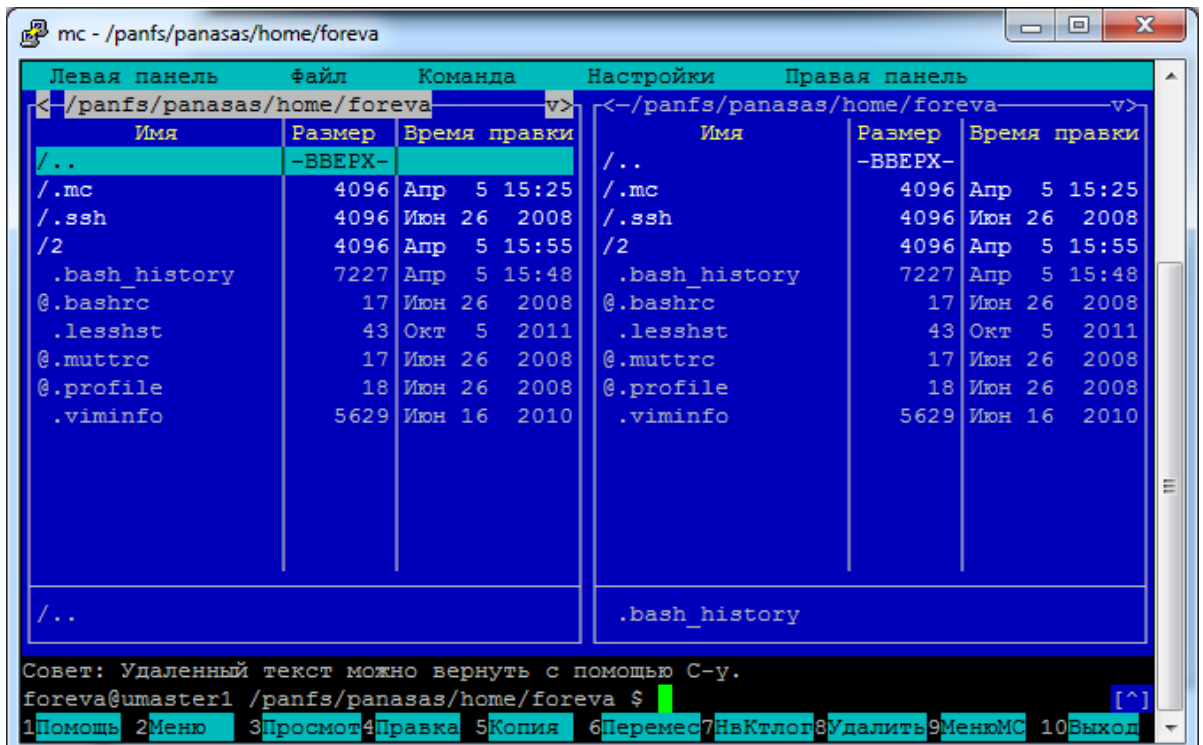 mc - /panfs/panasas/home/foreva
Левая панель Файл Команда Настройки Правая панель
<-/panfs/panasas/home/foreva v> <-/panfs/panasas/home/foreva v>
Имя Размер Время правки Имя Размер Время правки
/.. -ВВЕРХ- /.. -ВВЕРХ-
/.mc 4096 Апр 5 15:25 /.mc 4096 Апр 5 15:25
/.ssh 4096 Июн 26 2008 /.ssh 4096 Июн 26 2008
/2 4096 Апр 5 15:55 /2 4096 Апр 5 15:55
.bash_history 7227 Апр 5 15:48 .bash_history 7227 Апр 5 15:48
@.bashrc 17 Июн 26 2008 @.bashrc 17 Июн 26 2008
.lesshst 43 Окт 5 2011 .lesshst 43 Окт 5 2011
@.muttrc 17 Июн 26 2008 @.muttrc 17 Июн 26 2008
@.profile 18 Июн 26 2008 @.profile 18 Июн 26 2008
.viminfo 5629 Июн 16 2010 .viminfo 5629 Июн 16 2010
/.. .bash_history
Совет: Удаленный текст можно вернуть с помощью C-y.
foreva@umaster1 /panfs/panasas/home/foreva $ [^]
1Помощь 2Меню 3Просмот4Правка 5Копия 6Перемес7НвКтлог8Удалить9МенюMC 10Выход